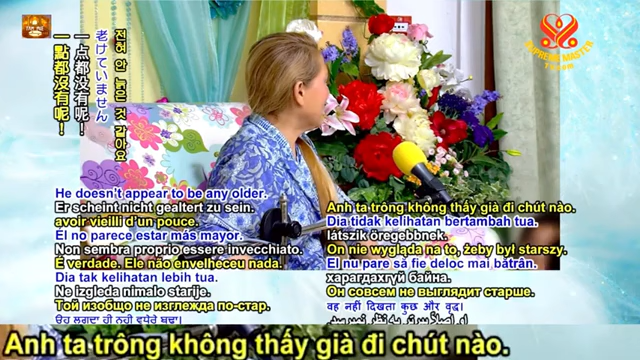 SUPREME MASTER
전혀 안 늙은 것 같아요
老けていません
一点都没有呢!
一點都没有呢!
He doesn't appear to be any older.
Er scheint nicht gealtert zu sein.
avoir vieilli d'un pouce.
Él no parece estar más mayor.
Non sembra proprio essere invecchiato.
É verdade. Ele não envelheceu nada.
Dia tak kelihatan lebih tua.
Ne izgleda nimalo starije.
Той изобщо не изглежда по-стар.
Anh ta trông không thấy già đi chút nào.
Dia tidak kelihatan bertambah tua.
látszik öregebbnek.
On nie wygląda na to, żeby był starszy.
El nu pare să fie deloc mai bătrân.
харагдахгүй байна.
Он совсем не выглядит старше.
वह नहीं दिखता कुछ और वृद्ध।
Anh ta trông không thấy già đi chút nào.